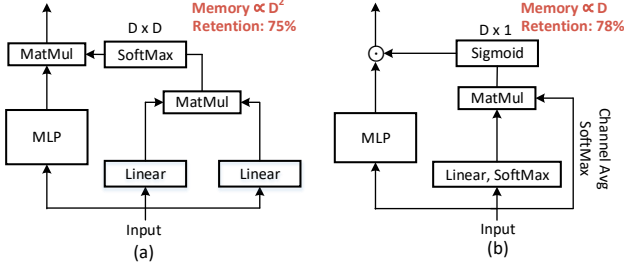 Memory ∝ D²
Retention: 75%
D x D
MatMul
SoftMax
MatMul
MLP
Linear
Linear
Input
(a)
Memory ∝ D
Retention: 78%
D x 1
Sigmoid
MatMul
MLP
Linear, SoftMax
Channel Avg
SoftMax
Input
(b)